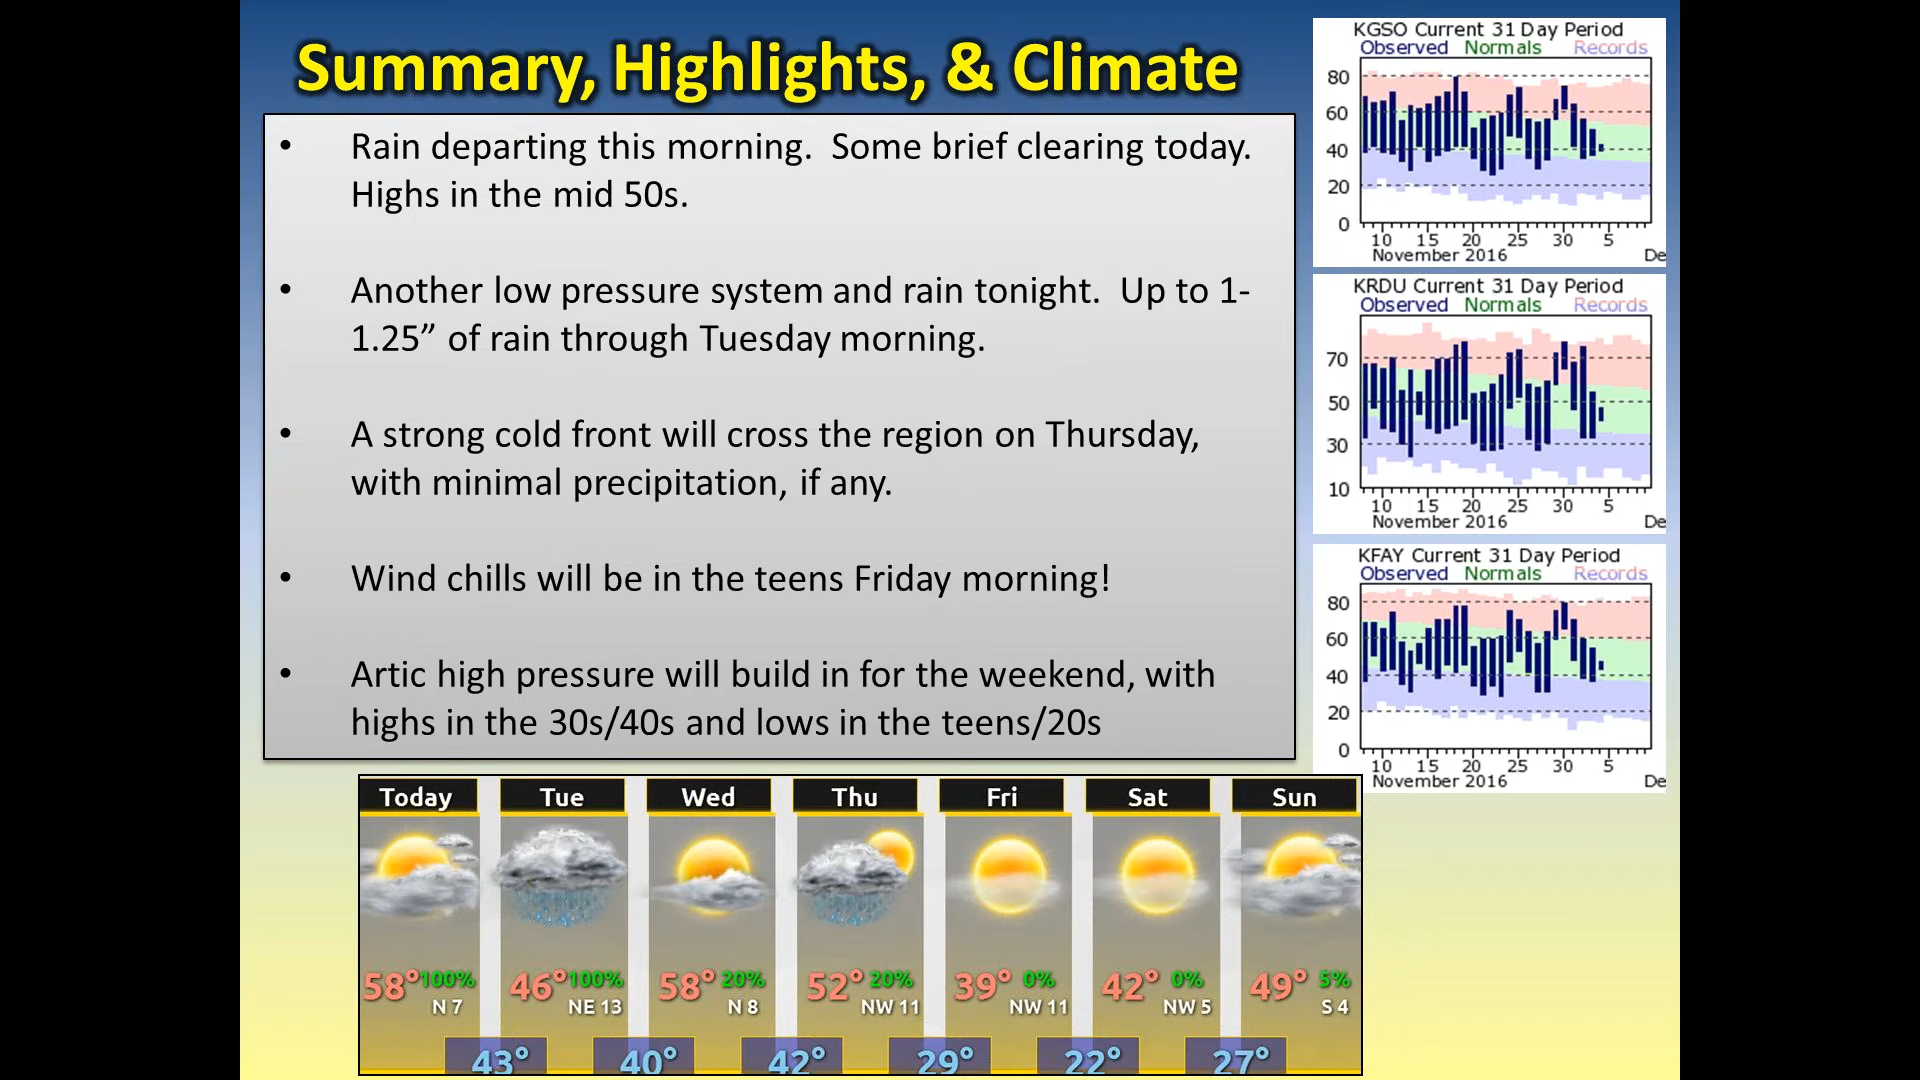 Summary, Highlights, & Climate
• Rain departing this morning.  Some brief clearing today.
Highs in the mid 50s.
• Another low pressure system and rain tonight.  Up to 1-
1.25” of rain through Tuesday morning.
• A strong cold front will cross the region on Thursday,
with minimal precipitation, if any.
• Wind chills will be in the teens Friday morning!
• Artic high pressure will build in for the weekend, with
highs in the 30s/40s and lows in the teens/20s
KGSO Current 31 Day Period
Observed Normals Records
80
60
40
20
0
10 15 20 25 30 5
November 2016 De
KRDU Current 31 Day Period
Observed Normals Records
70
50
30
10
10 15 20 25 30 5
November 2016 De
KFAY Current 31 Day Period
Observed Normals Records
80
60
40
20
0
10 15 20 25 30 5
November 2016 De
Today Tue Wed Thu Fri Sat Sun
58° 100% 46° 100% 58° 20% 52° 20% 39° 0% 42° 0% 49° 5%
N 7 NE 13 N 8 NW 11 NW 11 NW 5 S 4
43° 40° 42° 29° 22° 27°